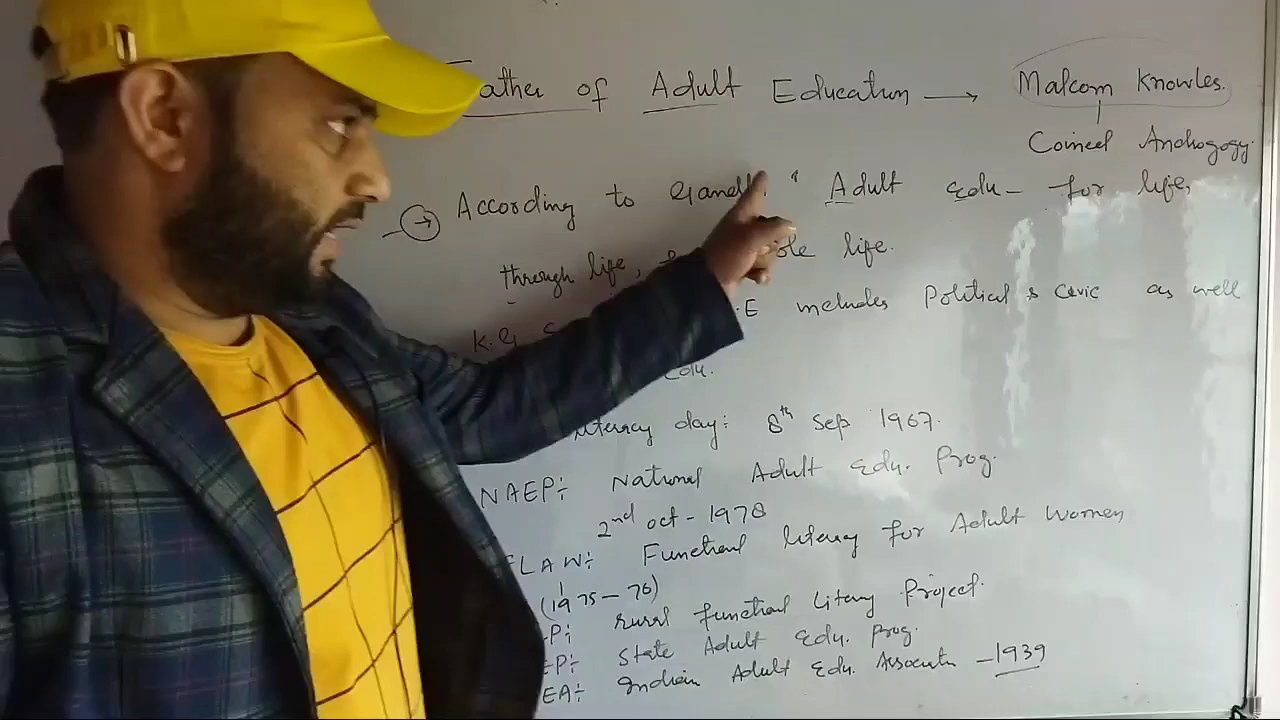 Father of Adult Education → Malcom Knowles.
Coined Andragogy.
→ According to Gandhi. " Adult Edu - for life,
through life, life.
K.G E includes Political & civic as well
Edu.
Literacy day: 8th Sep 1967.
NAEP:- National Adult Edu. Prog.
2nd oct - 1978
FLAW:- Functional literacy for Adult Women
(1975-76)
P:- Rural functional Literacy Project.
EP:- State Adult Edu. Prog.
EA:- Indian Adult Edu. Association - 1939